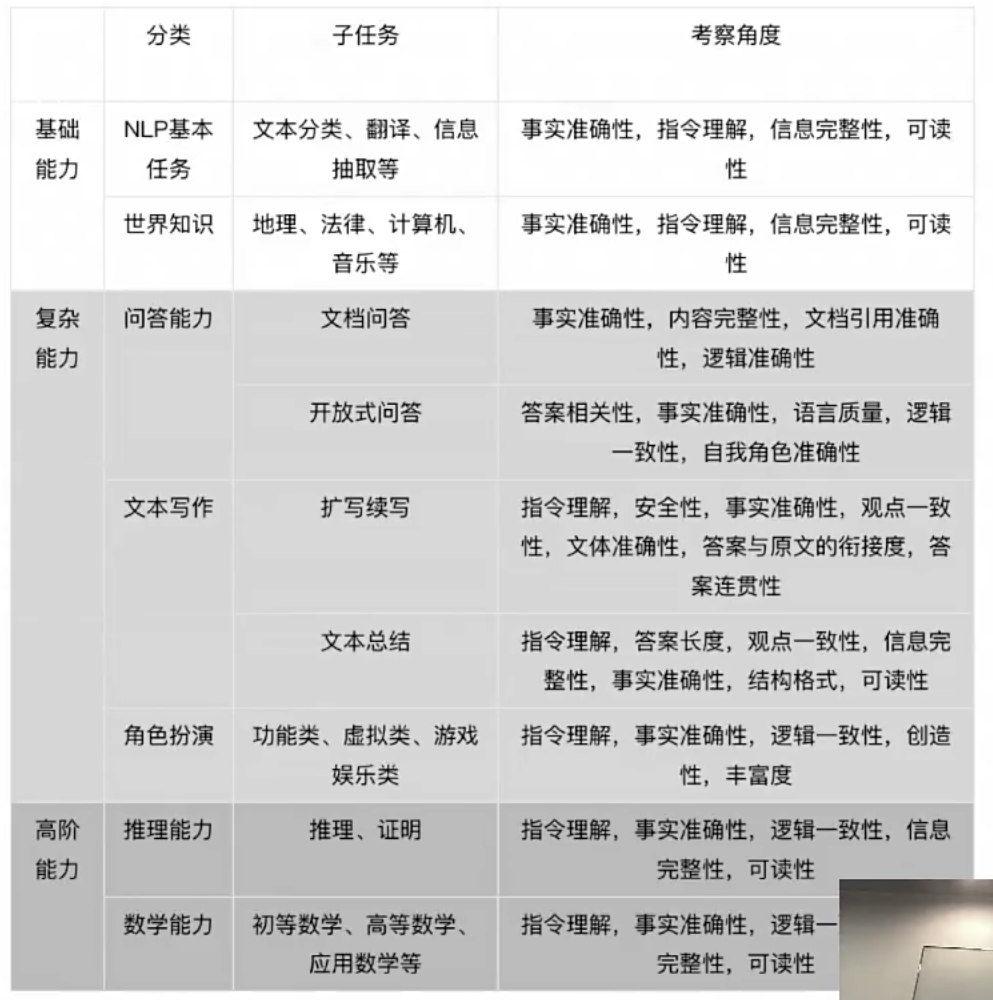 分类 子任务 考察角度
基础 NLP基本 文本分类、翻译、信息 事实准确性，指令理解，信息完整性，可读
能力 任务 抽取等 性
世界知识 地理、法律、计算机、 事实准确性，指令理解，信息完整性，可读
音乐等 性
复杂 问答能力 文档问答 事实准确性，内容完整性，文档引用准确
能力 性，逻辑准确性
开放式问答 答案相关性，事实准确性，语言质量，逻辑
一致性，自我角色准确性
文本写作 扩写续写 指令理解，安全性，事实准确性，观点一致
性，文体准确性，答案与原文的衔接度，答
案连贯性
文本总结 指令理解，答案长度，观点一致性，信息完
整性，事实准确性，结构格式，可读性
角色扮演 功能类、虚拟类、游戏 指令理解，事实准确性，逻辑一致性，创造
娱乐类 性，丰富度
高阶 推理能力 推理、证明 指令理解，事实准确性，逻辑一致性，信息
能力 完整性，可读性
数学能力 初等数学、高等数学、 指令理解，事实准确性，逻辑一
应用数学等 完整性，可读性